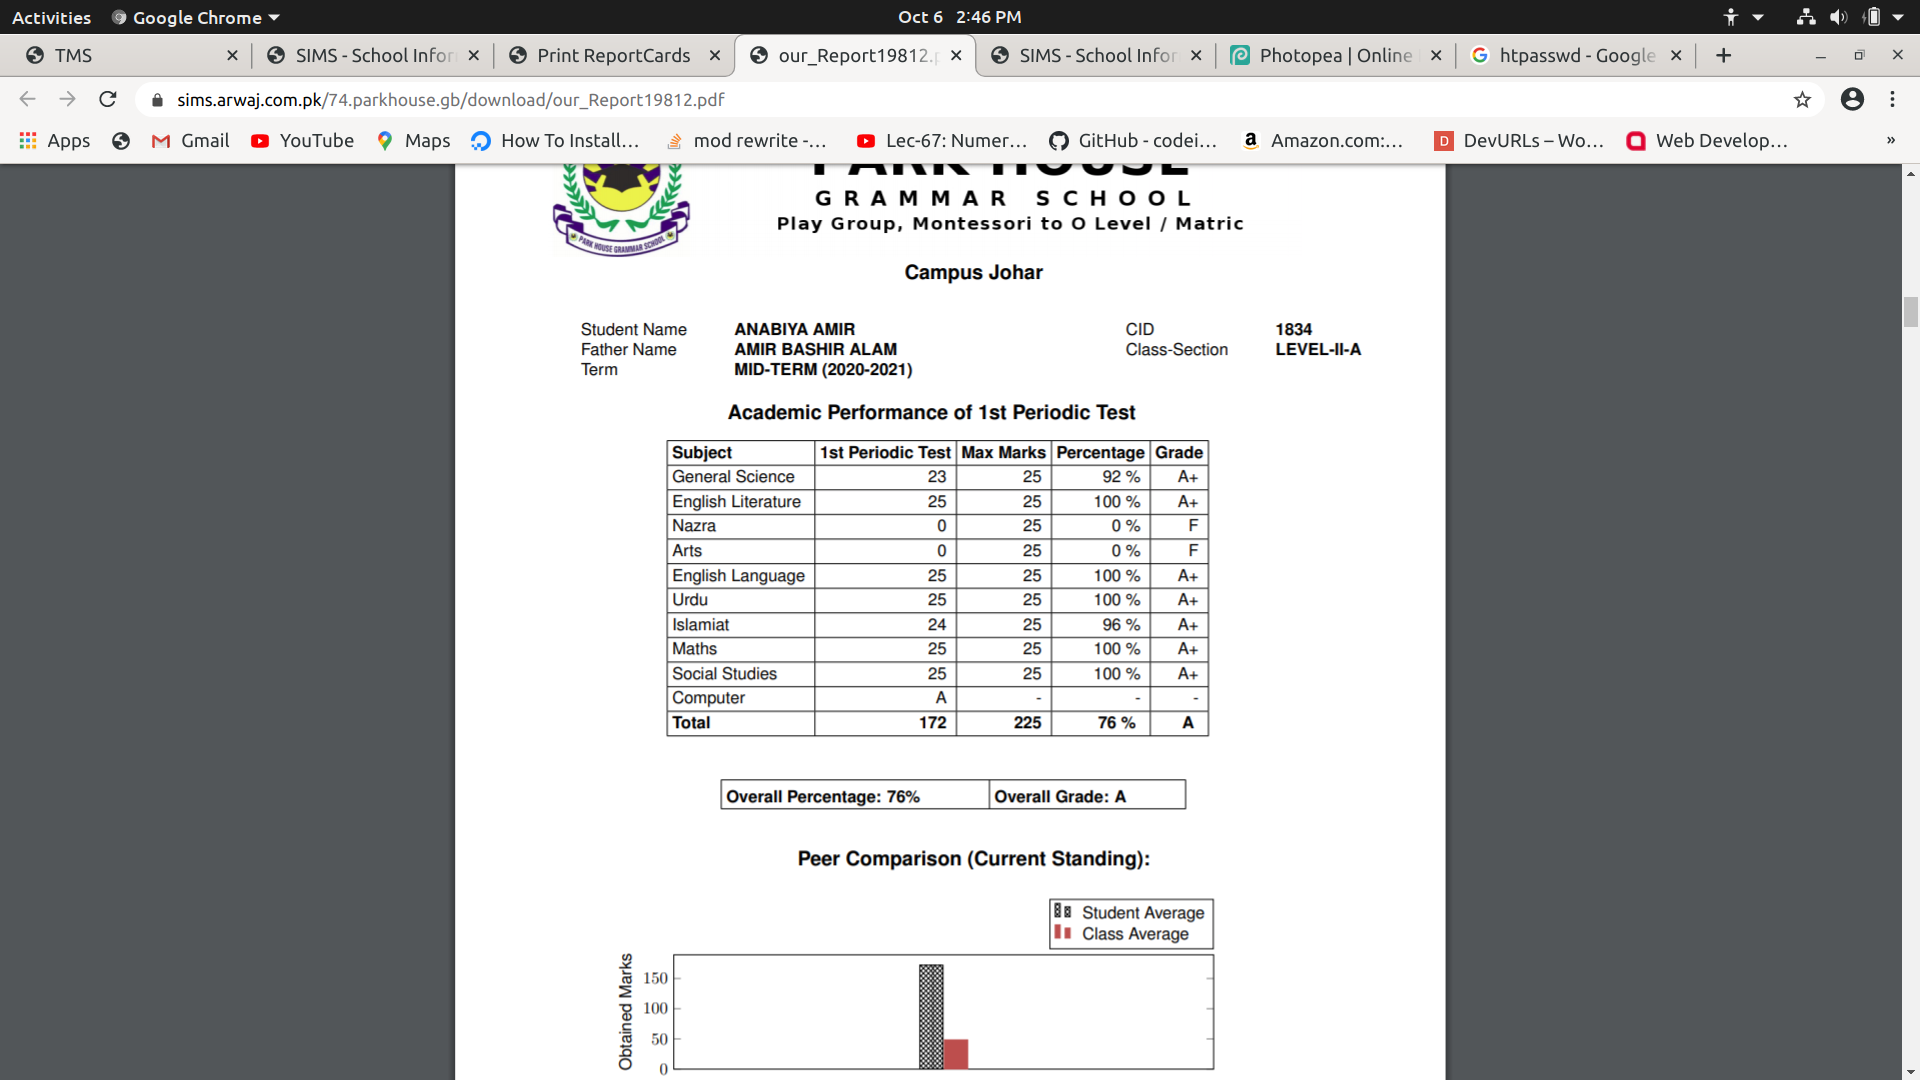 Activities Google Chrome Oct 6 2:46 PM
TMS SIMS - School Infor Print ReportCards our_Report19812.p SIMS - School Infor Photopea | Online htpasswd - Google
sims.arwaj.com.pk/74.parkhouse.gb/download/our_Report19812.pdf
Apps Gmail YouTube Maps How To Install... mod rewrite -... Lec-67: Numer... GitHub - codei... Amazon.com:... DevURLs – Wo... Web Develop... »
PARK HOUSE
GRAMMAR SCHOOL
Play Group, Montessori to O Level / Matric
PARK HOUSE GRAMMAR SCHOOL
Campus Johar
Student Name ANABIYA AMIR CID 1834
Father Name AMIR BASHIR ALAM Class-Section LEVEL-II-A
Term MID-TERM (2020-2021)
Academic Performance of 1st Periodic Test
Subject 1st Periodic Test Max Marks Percentage Grade
General Science 23 25 92 % A+
English Literature 25 25 100 % A+
Nazra 0 25 0 % F
Arts 0 25 0 % F
English Language 25 25 100 % A+
Urdu 25 25 100 % A+
Islamiat 24 25 96 % A+
Maths 25 25 100 % A+
Social Studies 25 25 100 % A+
Computer A - - -
Total 172 225 76 % A
Overall Percentage: 76% Overall Grade: A
Peer Comparison (Current Standing):
Student Average
Class Average
Obtained Marks
150
100
50
0